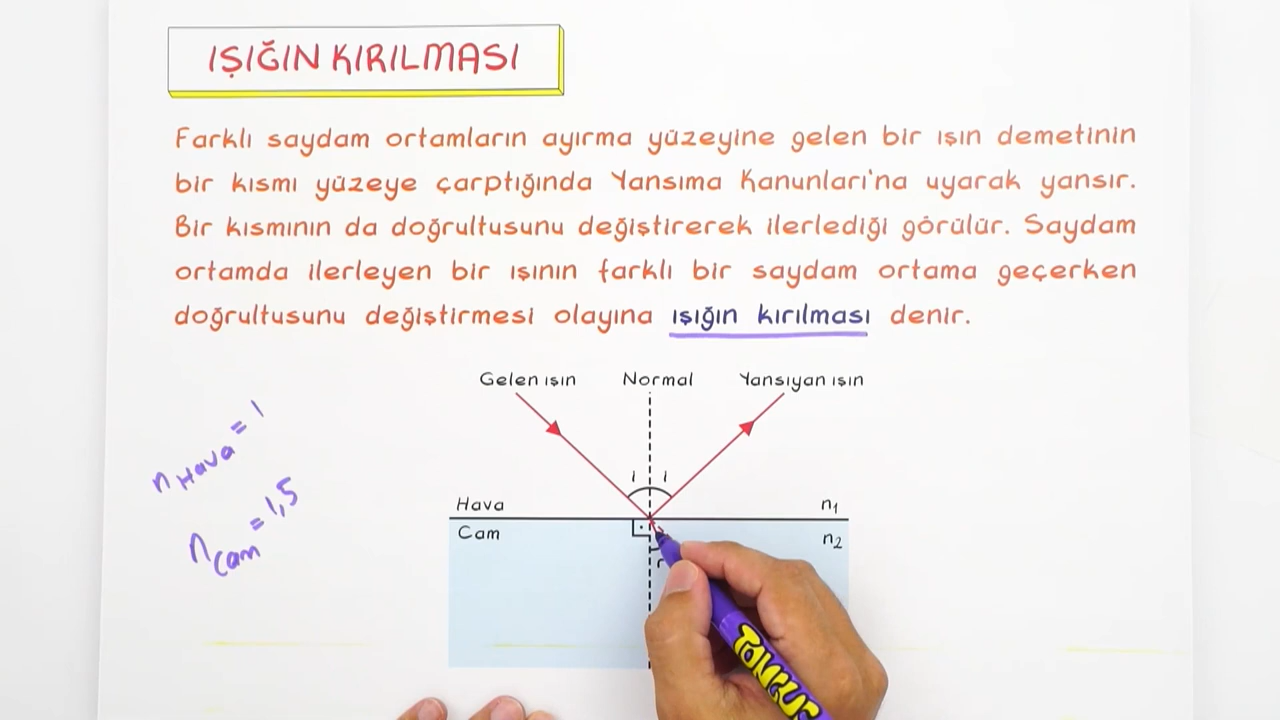 IŞIĞIN KIRILMASI
Farklı saydam ortamların ayırma yüzeyine gelen bir ışın demetinin
bir kısmı yüzeye çarptığında Yansıma Kanunları'na uyarak yansır.
Bir kısmının da doğrultusunu değiştirerek ilerlediği görülür. Saydam
ortamda ilerleyen bir ışının farklı bir saydam ortama geçerken
doğrultusunu değiştirmesi olayına ışığın kırılması denir.
Gelen ışın Normal Yansıyan ışın
n Hava = 1
i i
Hava n1
Cam n2
n cam = 1,5
r